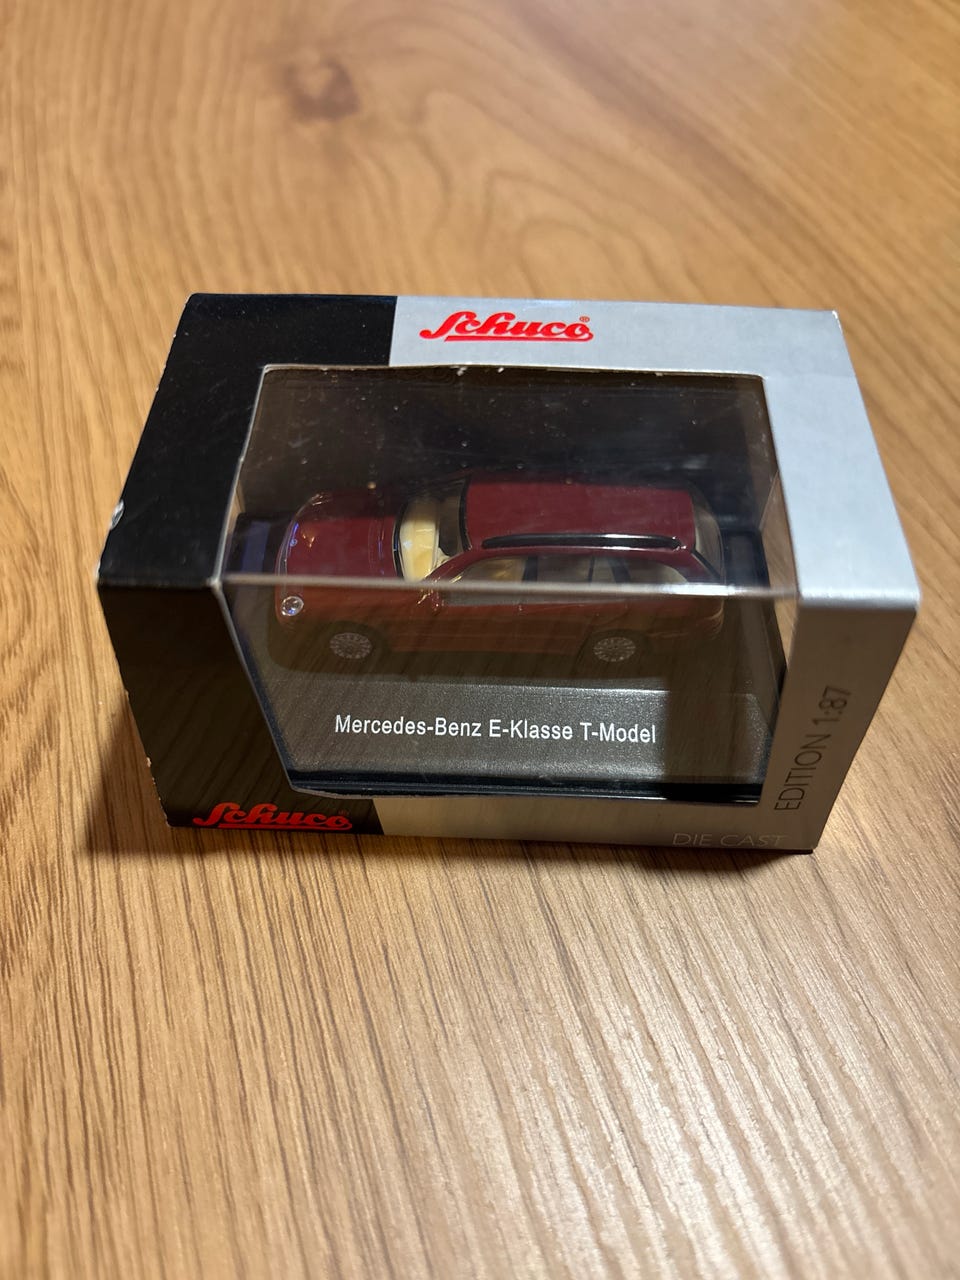 Schuco®
Mercedes-Benz E-Klasse T-Model
EDITION 1:87
Schuco®
DIE CAST